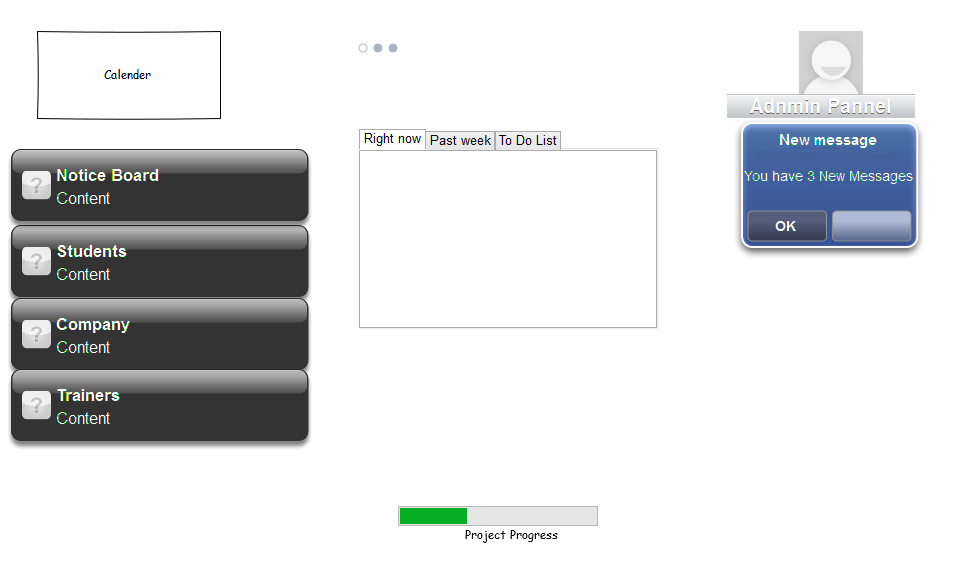 Calender
Notice Board
Content
Students
Content
Company
Content
Trainers
Content
Right now
Past week
To Do List
Project Progress
Adnmin Pannel
New message
You have 3 New Messages
OK